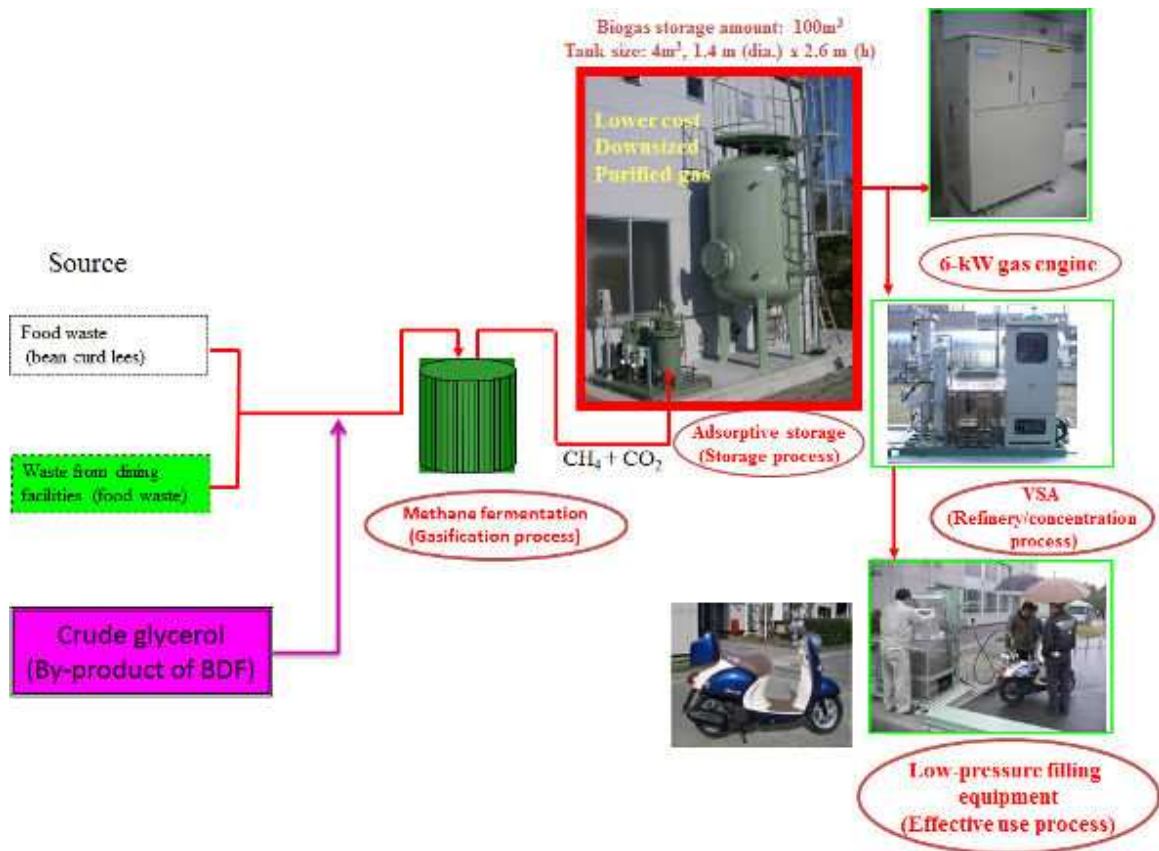 Biogas storage amount: 100m³
Tank size: 4m³, 1.4 m (dia.) x 2.6 m (h)
Lower cost
Downsized
Purified gas
6-kW gas engine
Source
Food waste
(bean curd lees)
Waste from dining
facilities (food waste)
Crude glycerol
(By-product of BDF)
Methane fermentation
(Gasification process)
CH₄ + CO₂
Adsorptive storage
(Storage process)
VSA
(Refinery/concentration
process)
Low-pressure filling
equipment
(Effective use process)